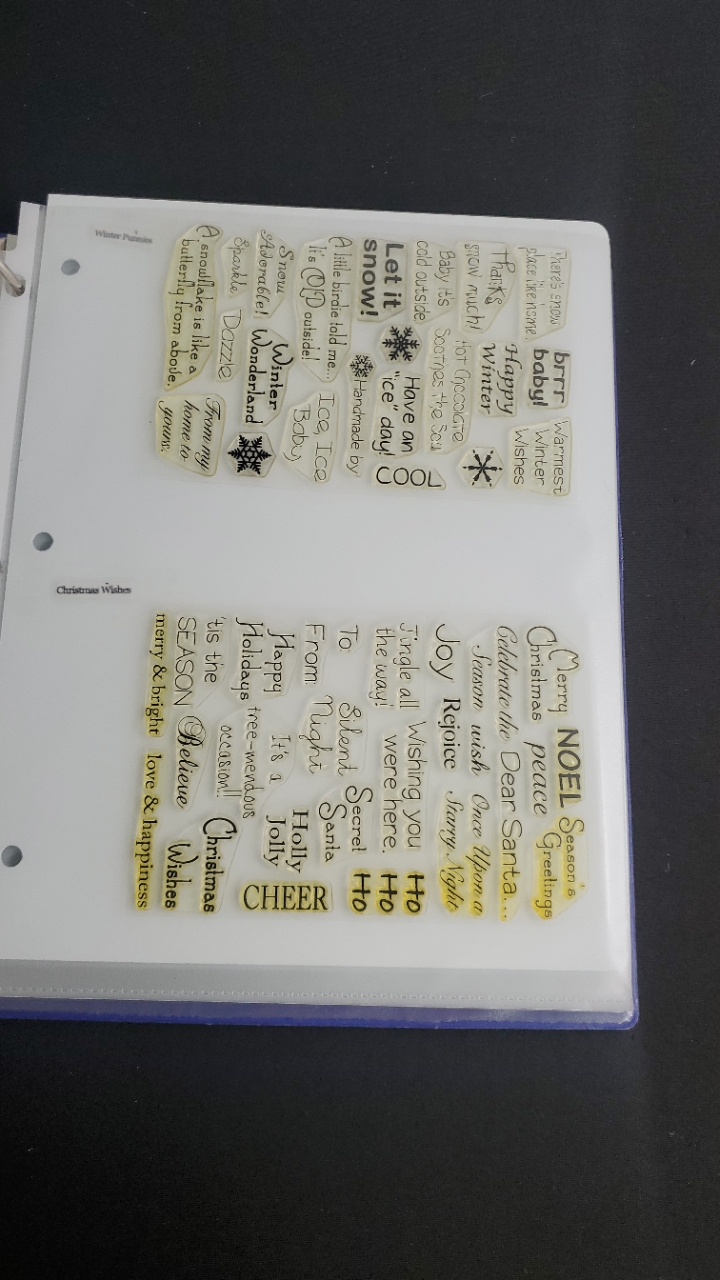 There's snow
place like home.
brrr
baby!
Warmest
Winter
Wishes
Thanks
snow much!
Happy
Winter
Baby it's
cold outside
Hot Chocolate
Soothes the Soul
Let it
snow!
Have an
"ice" day!
COOL
A little birdie told me...
It's COLD outside!
Handmade by
Ice, Ice
Baby,
Snow
Adorable!
Winter
Wonderland
Sparkle
Dazzle
A snowflake is like a
butterfly from above.
From my
home to
yours.
Winter Punnies
Merry
Christmas
NOEL
peace
Season's
Greetings
Celebrate the
Season
Dear Santa...
wish
Once Upon a
Starry Night
Joy
Rejoice
Jingle all
the way!
Wishing you
were here.
Ho
Ho
Ho
To
From
Silent
Night
Secret
Santa
Happy
Holidays
It's a
tree-mendous
occasion!!
Holly
Jolly
CHEER
'tis the
SEASON
Believe
Christmas
Wishes
merry & bright
love & happiness
Christmas Wishes